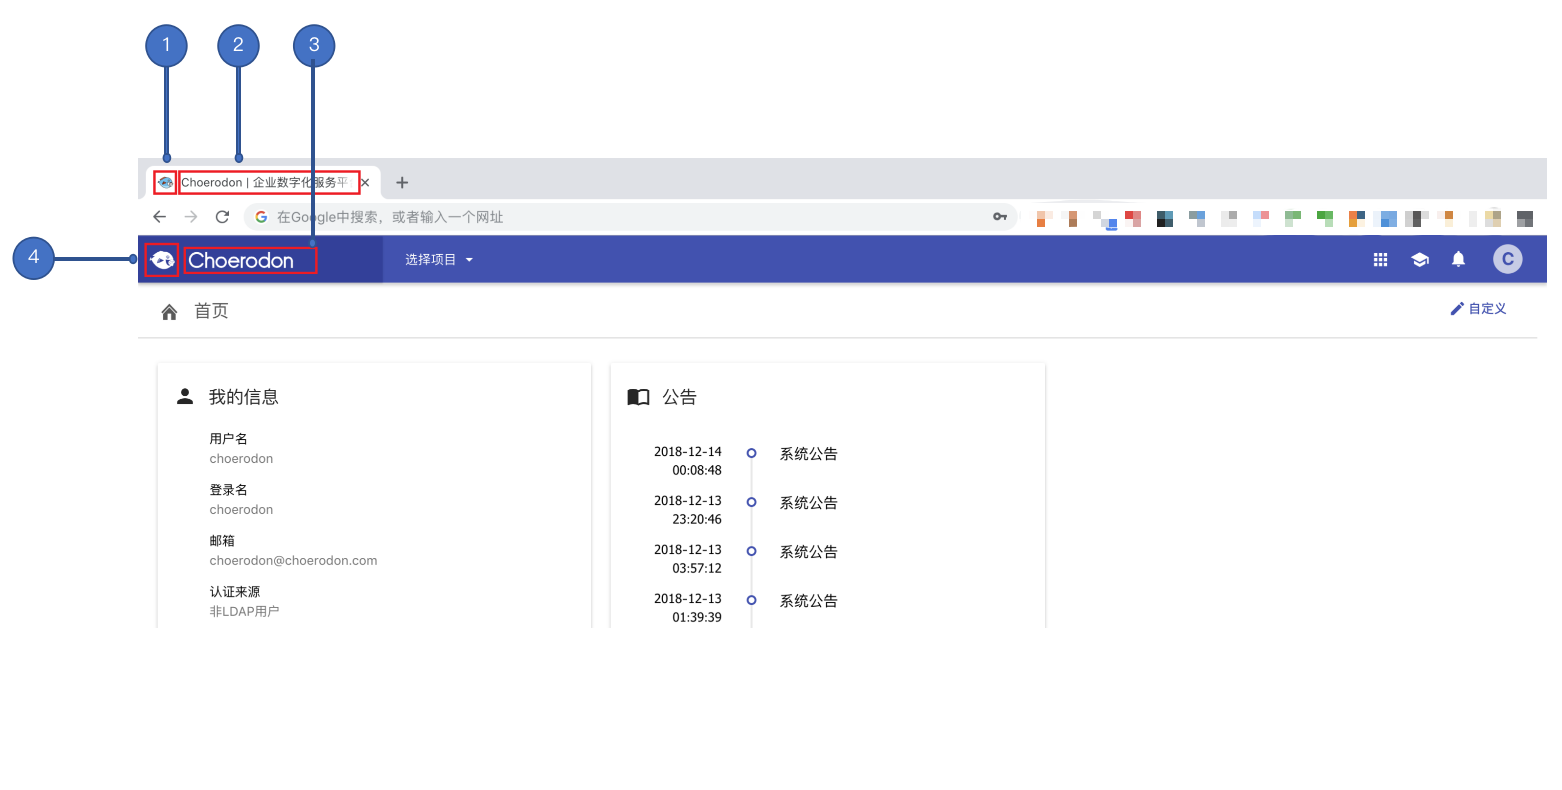 1 2 3
Choerodon | 企业数字化服务平
在Google中搜索，或者输入一个网址
4
Choerodon 选择项目 C
首页 自定义
我的信息
用户名
choerodon
登录名
choerodon
邮箱
choerodon@choerodon.com
认证来源
非LDAP用户
公告
2018-12-14 系统公告
00:08:48
2018-12-13 系统公告
23:20:46
2018-12-13 系统公告
03:57:12
2018-12-13 系统公告
01:39:39